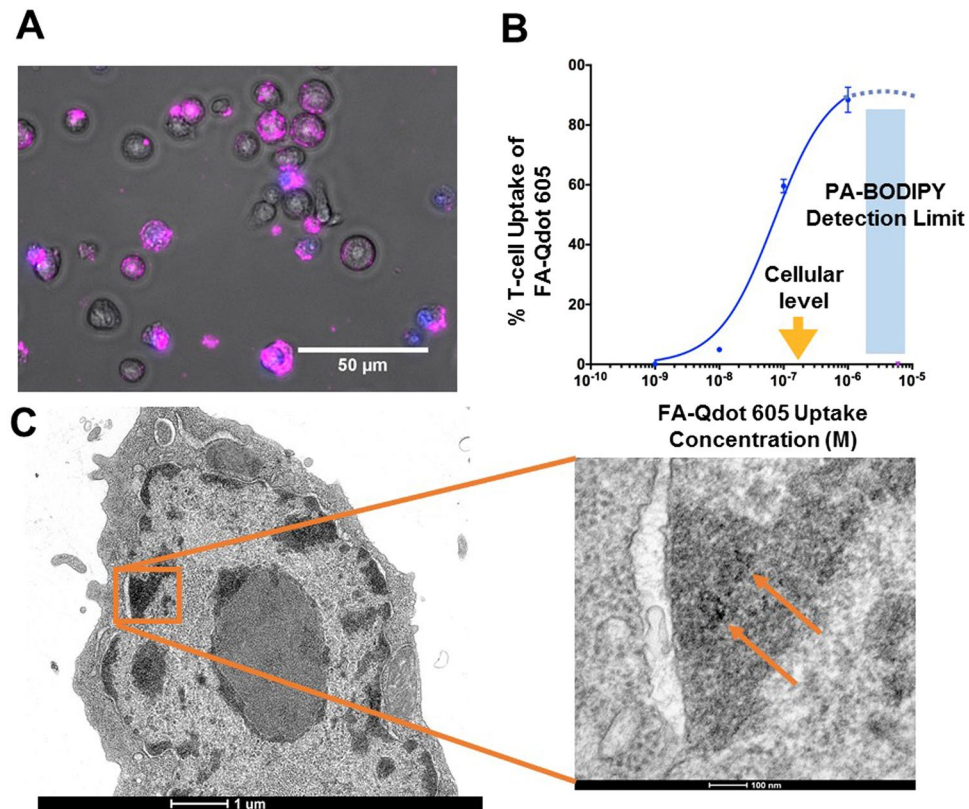 A
50 µm
B
% T-cell Uptake of
FA-Qdot 605
00
80
60
40
20
0
10-10
10-9
10-8
10-7
10-6
10-5
PA-BODIPY
Detection Limit
Cellular
level
FA-Qdot 605 Uptake
Concentration (M)
C
1 um
100 nm